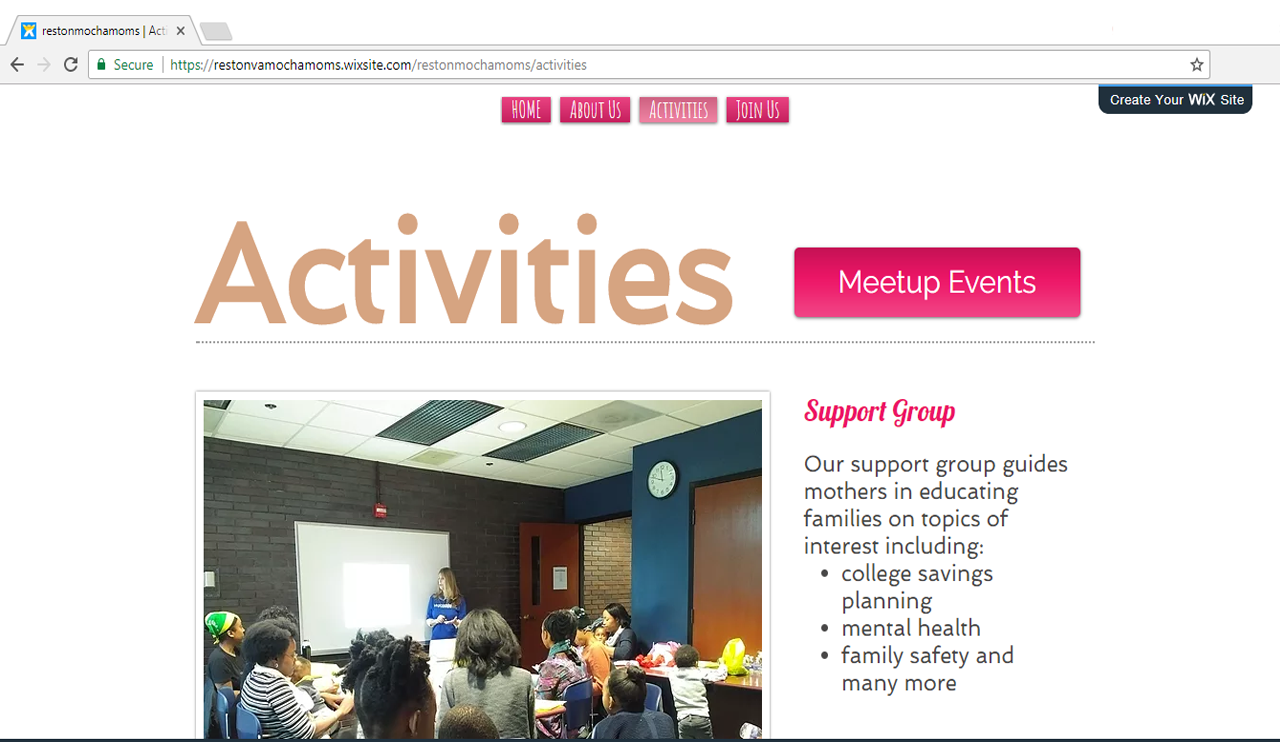 restonmochamoms | Acti
Secure
https://restonvamochamoms.wixsite.com/restonmochamoms/activities
HOME
About Us
Activities
Join Us
Create Your WiX Site
Activities
Meetup Events
Support Group
Our support group guides
mothers in educating
families on topics of
interest including:
• college savings
planning
• mental health
• family safety and
many more